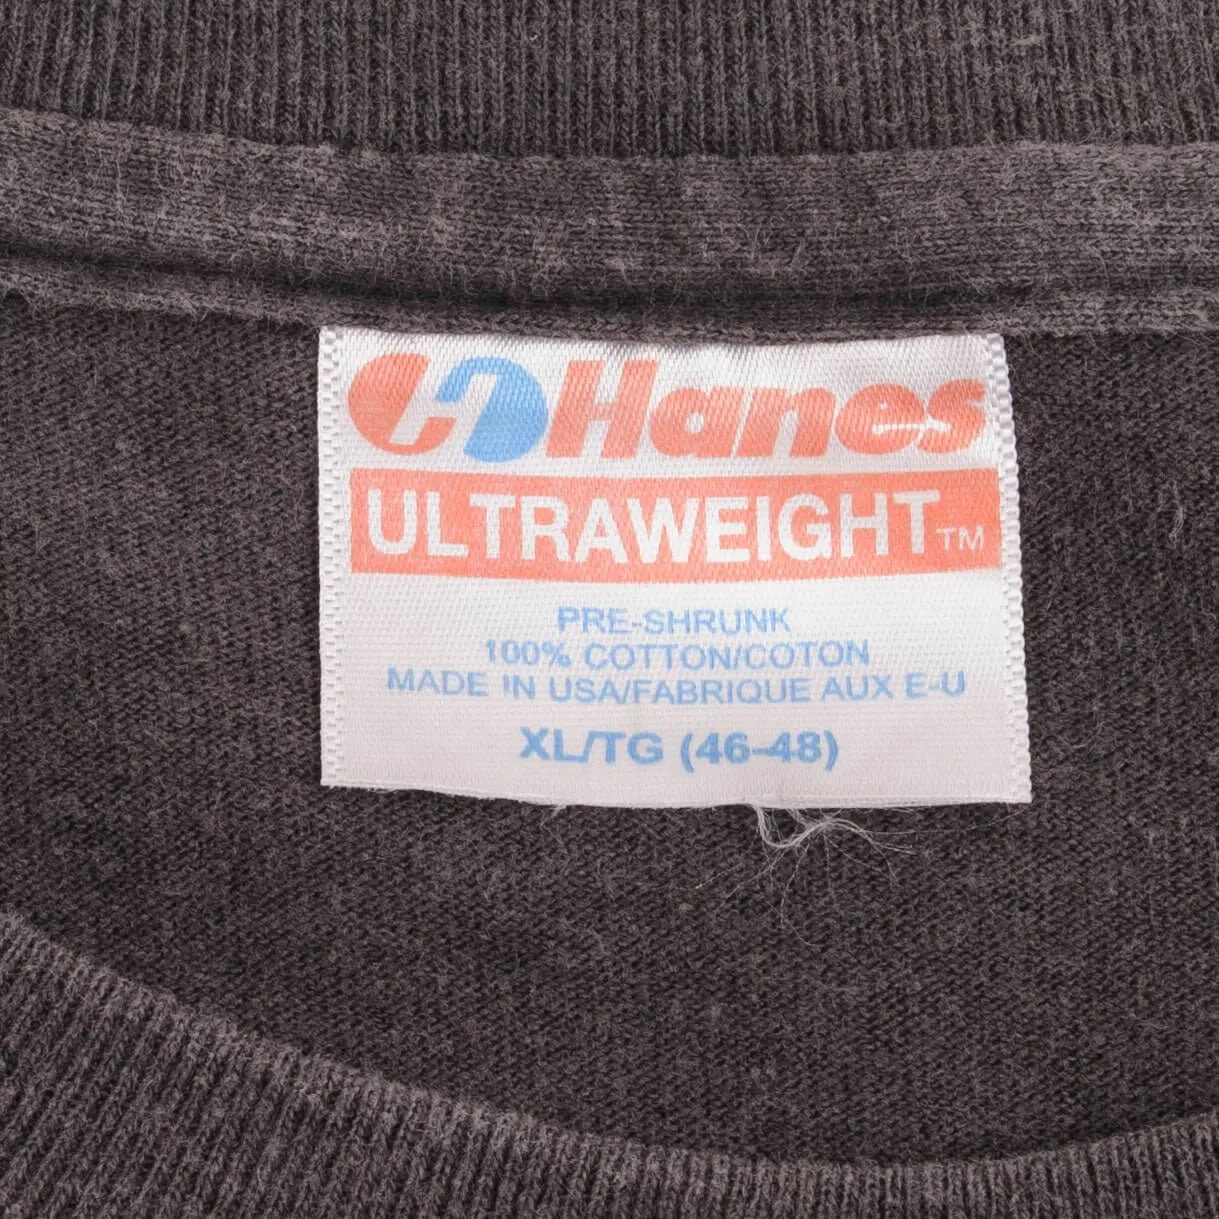 Hanes
ULTRAWEIGHT™
PRE-SHRUNK
100% COTTON/COTON
MADE IN USA/FABRIQUE AUX E-U
XL/TG (46-48)